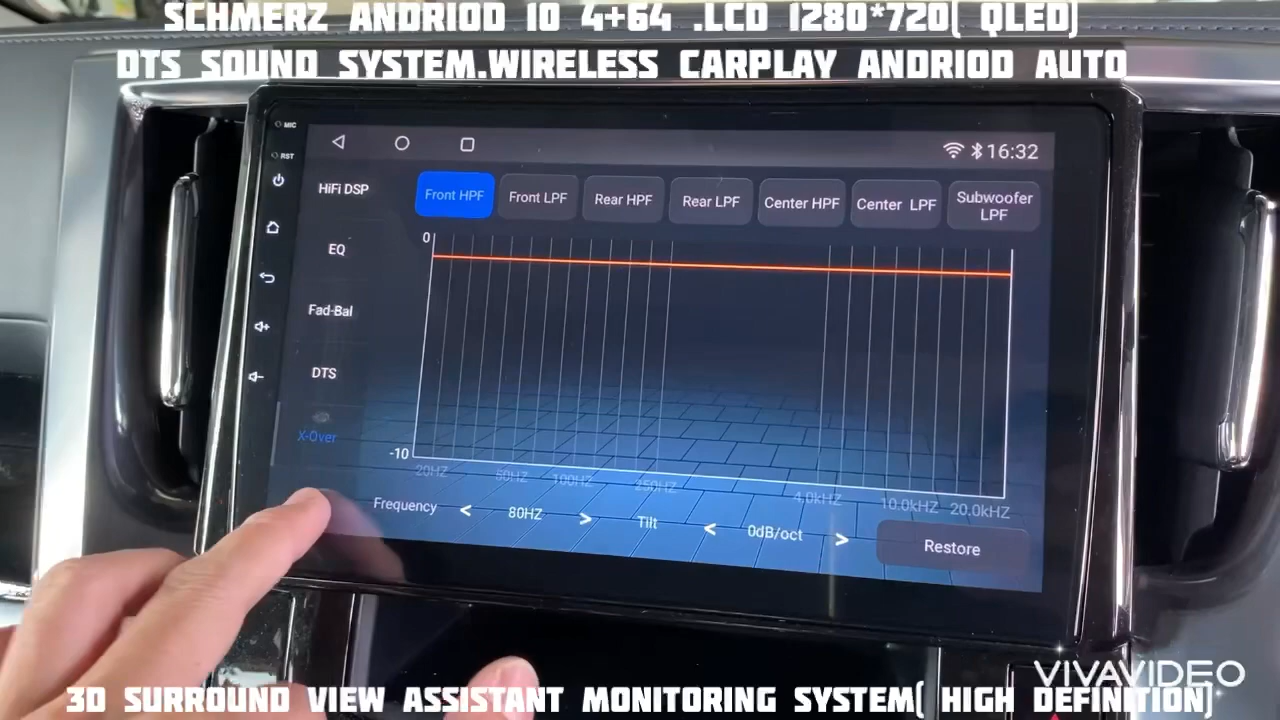 SCHMERZ ANDRIOD 10 4+64 .LCD 1280*720( QLED)
DTS SOUND SYSTEM.WIRELESS CARPLAY ANDRIOD AUTO
MIC
RST
16:32
HiFi DSP
Front HPF
Front LPF
Rear HPF
Rear LPF
Center HPF
Center LPF
Subwoofer
LPF
EQ
Fad-Bal
DTS
X-Over
0
-10
20HZ
50HZ
100HZ
250HZ
4.0kHZ
10.0kHZ
20.0kHZ
Frequency < 80HZ > Tilt < 0dB/oct >
Restore
VIVAVIDEO
3D SURROUND VIEW ASSISTANT MONITORING SYSTEM( HIGH DEFINITION)